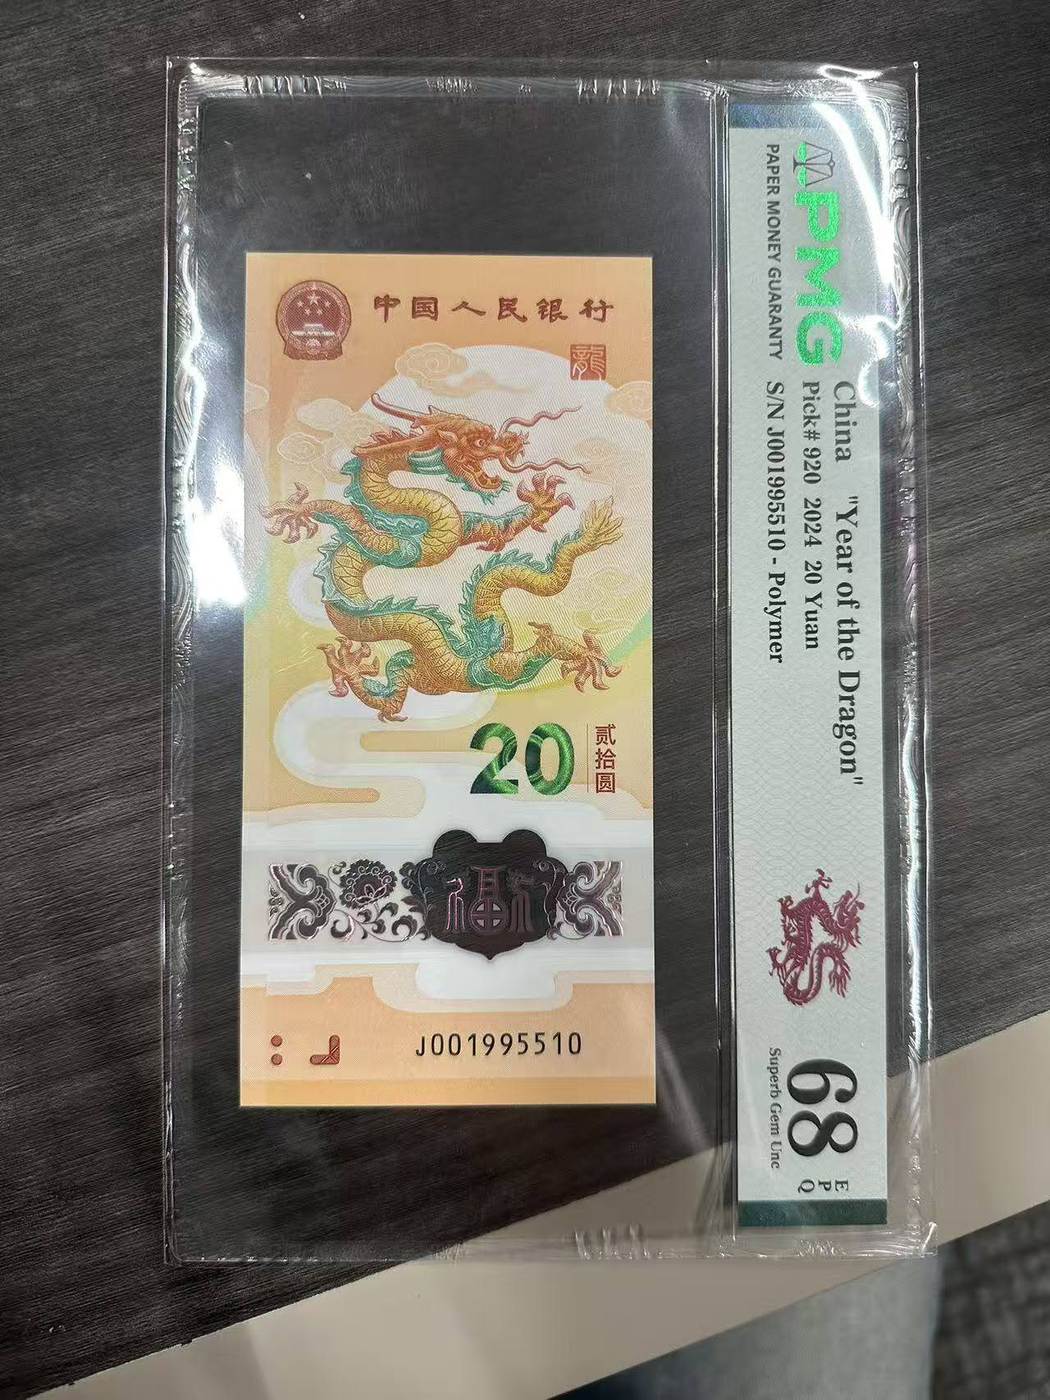 中国人民银行
龍
20
贰拾圆
福
J001995510
PMG
PAPER MONEY GUARANTY
China "Year of the Dragon"
Pick# 920 2024 20 Yuan
S/N J001995510 - Polymer
68
EPQ
Superb Gem Unc